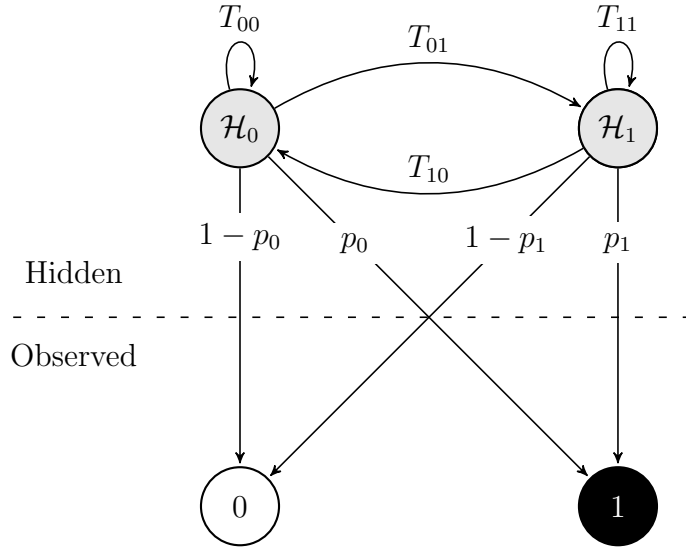 T₀₀
T₁₁
T₀₁
ℋ₀
ℋ₁
T₁₀
1 − p₀
p₀
1 − p₁
p₁
Hidden
Observed
0
1